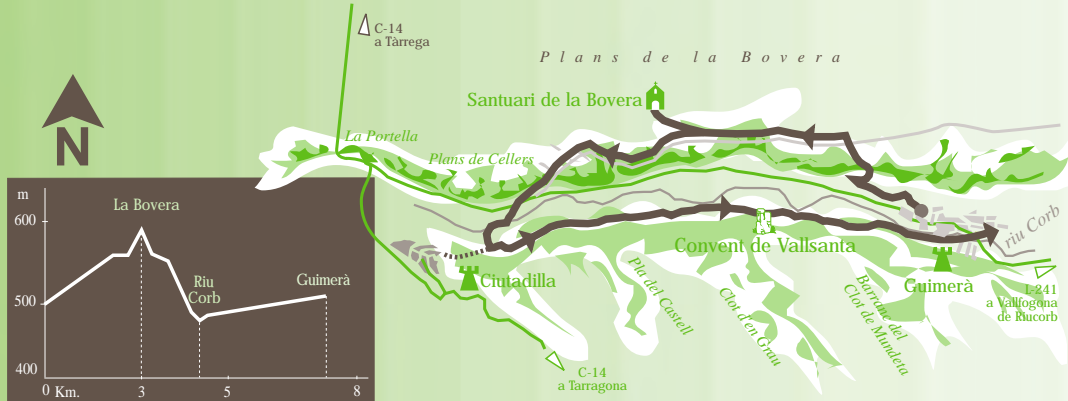 C-14
a Tàrrega
Plans de la Bovera
Santuari de la Bovera
La Portella
Plans de Cellers
N
m
600
500
400
La Bovera
Riu
Corb
Guimerà
0 Km.
3
5
8
riu Corb
Convent de Vallsanta
Ciutadilla
Pla del Castell
Clot d'en Grau
Barranc del
Clot de Mundeta
Guimerà
L-241
a Vallfogona
de Riucorb
C-14
a Tarragona